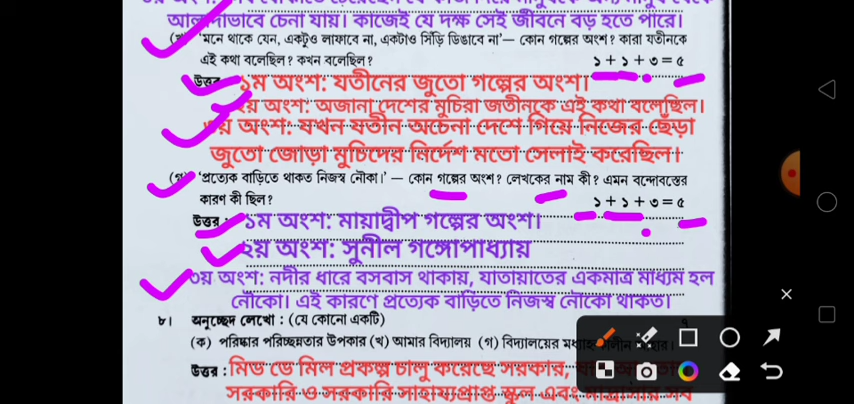 আলাদাভাবে চেনা যায়। কাজেই যে দক্ষ সেই জীবনে বড় হতে পারে।
(খ) 'মনে থাকে যেন, একটুও লাফাবে না, একটাও সিঁড়ি ডিঙাবে না'— কোন গল্পের অংশ? কারা যতীনকে
এই কথা বলেছিল? কখন বলেছিল? ১ + ১ + ৩ = ৫
উত্তর ১ম অংশ: যতীনের জুতো গল্পের অংশ।
২য় অংশ: অজানা দেশের মুচিরা জতীনকে এই কথা বলেছিল।
৩য় অংশ: যখন যতীন অচেনা দেশে গিয়ে নিজের ছেঁড়া
জুতো জোড়া মুচিদের নির্দেশ মতো সেলাই করেছিল।
(গ) 'প্রত্যেক বাড়িতে থাকত নিজস্ব নৌকা।' — কোন গল্পের অংশ? লেখকের নাম কী? এমন বন্দোবস্তের
কারণ কী ছিল? ১ + ১ + ৩ = ৫
উত্তর : ১ম অংশ: মায়াদ্বীপ গল্পের অংশ।
২য় অংশ: সুনীল গঙ্গোপাধ্যায়
৩য় অংশ: নদীর ধারে বসবাস থাকায়, যাতায়াতের একমাত্র মাধ্যম হল
নৌকো। এই কারণে প্রত্যেক বাড়িতে নিজস্ব নৌকো থাকত।
৮। অনুচ্ছেদ লেখো : (যে কোনো একটি)
(ক) পরিষ্কার পরিচ্ছন্নতার উপকার (খ) আমার বিদ্যালয় (গ) বিদ্যালয়ের
উত্তর : মিড ডে মিল প্রকল্প চালু করেছে সরকার,
সরকারি ও সরকারি সাহায্যপ্রাপ্ত স্কুল এবং মাদ্রাসার সব